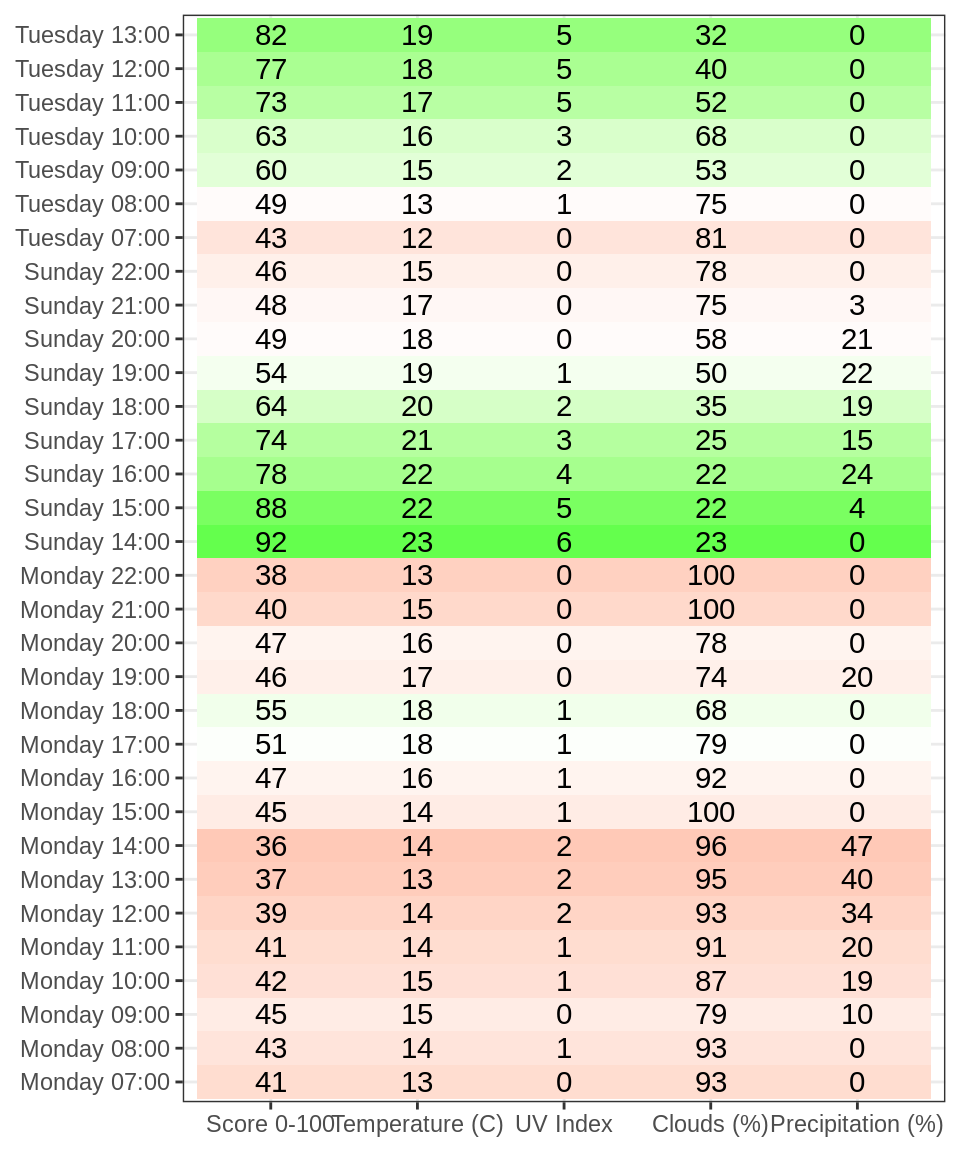 Tuesday 13:00 82 19 5 32 0
Tuesday 12:00 77 18 5 40 0
Tuesday 11:00 73 17 5 52 0
Tuesday 10:00 63 16 3 68 0
Tuesday 09:00 60 15 2 53 0
Tuesday 08:00 49 13 1 75 0
Tuesday 07:00 43 12 0 81 0
Sunday 22:00 46 15 0 78 0
Sunday 21:00 48 17 0 75 3
Sunday 20:00 49 18 0 58 21
Sunday 19:00 54 19 1 50 22
Sunday 18:00 64 20 2 35 19
Sunday 17:00 74 21 3 25 15
Sunday 16:00 78 22 4 22 24
Sunday 15:00 88 22 5 22 4
Sunday 14:00 92 23 6 23 0
Monday 22:00 38 13 0 100 0
Monday 21:00 40 15 0 100 0
Monday 20:00 47 16 0 78 0
Monday 19:00 46 17 0 74 20
Monday 18:00 55 18 1 68 0
Monday 17:00 51 18 1 79 0
Monday 16:00 47 16 1 92 0
Monday 15:00 45 14 1 100 0
Monday 14:00 36 14 2 96 47
Monday 13:00 37 13 2 95 40
Monday 12:00 39 14 2 93 34
Monday 11:00 41 14 1 91 20
Monday 10:00 42 15 1 87 19
Monday 09:00 45 15 0 79 10
Monday 08:00 43 14 1 93 0
Monday 07:00 41 13 0 93 0
Score 0-100 Temperature (C) UV Index Clouds (%) Precipitation (%)